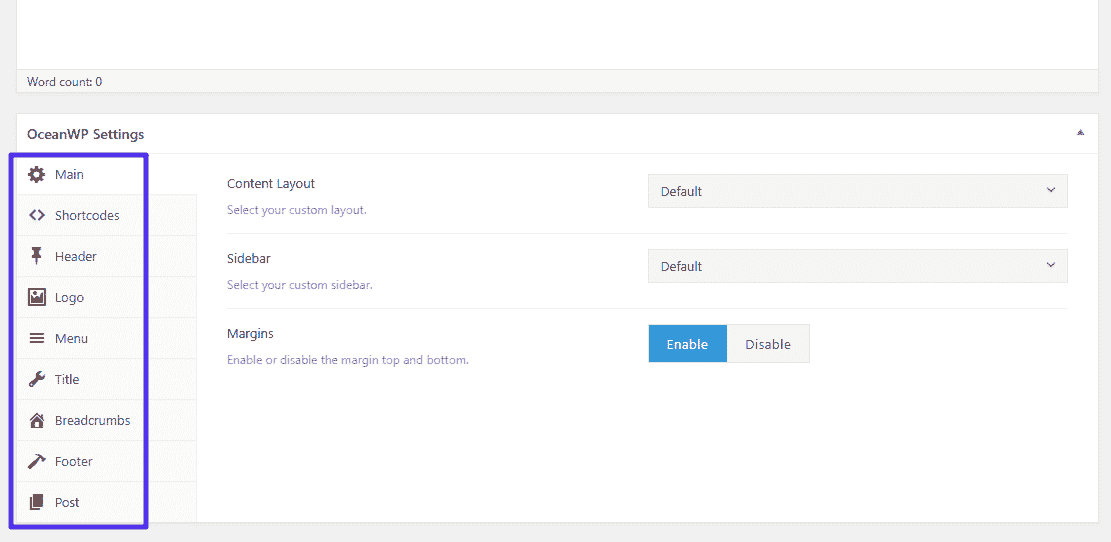 Word count: 0
OceanWP Settings
Main
Shortcodes
Header
Logo
Menu
Title
Breadcrumbs
Footer
Post
Content Layout
Select your custom layout.
Default
Sidebar
Select your custom sidebar.
Default
Margins
Enable or disable the margin top and bottom.
Enable Disable